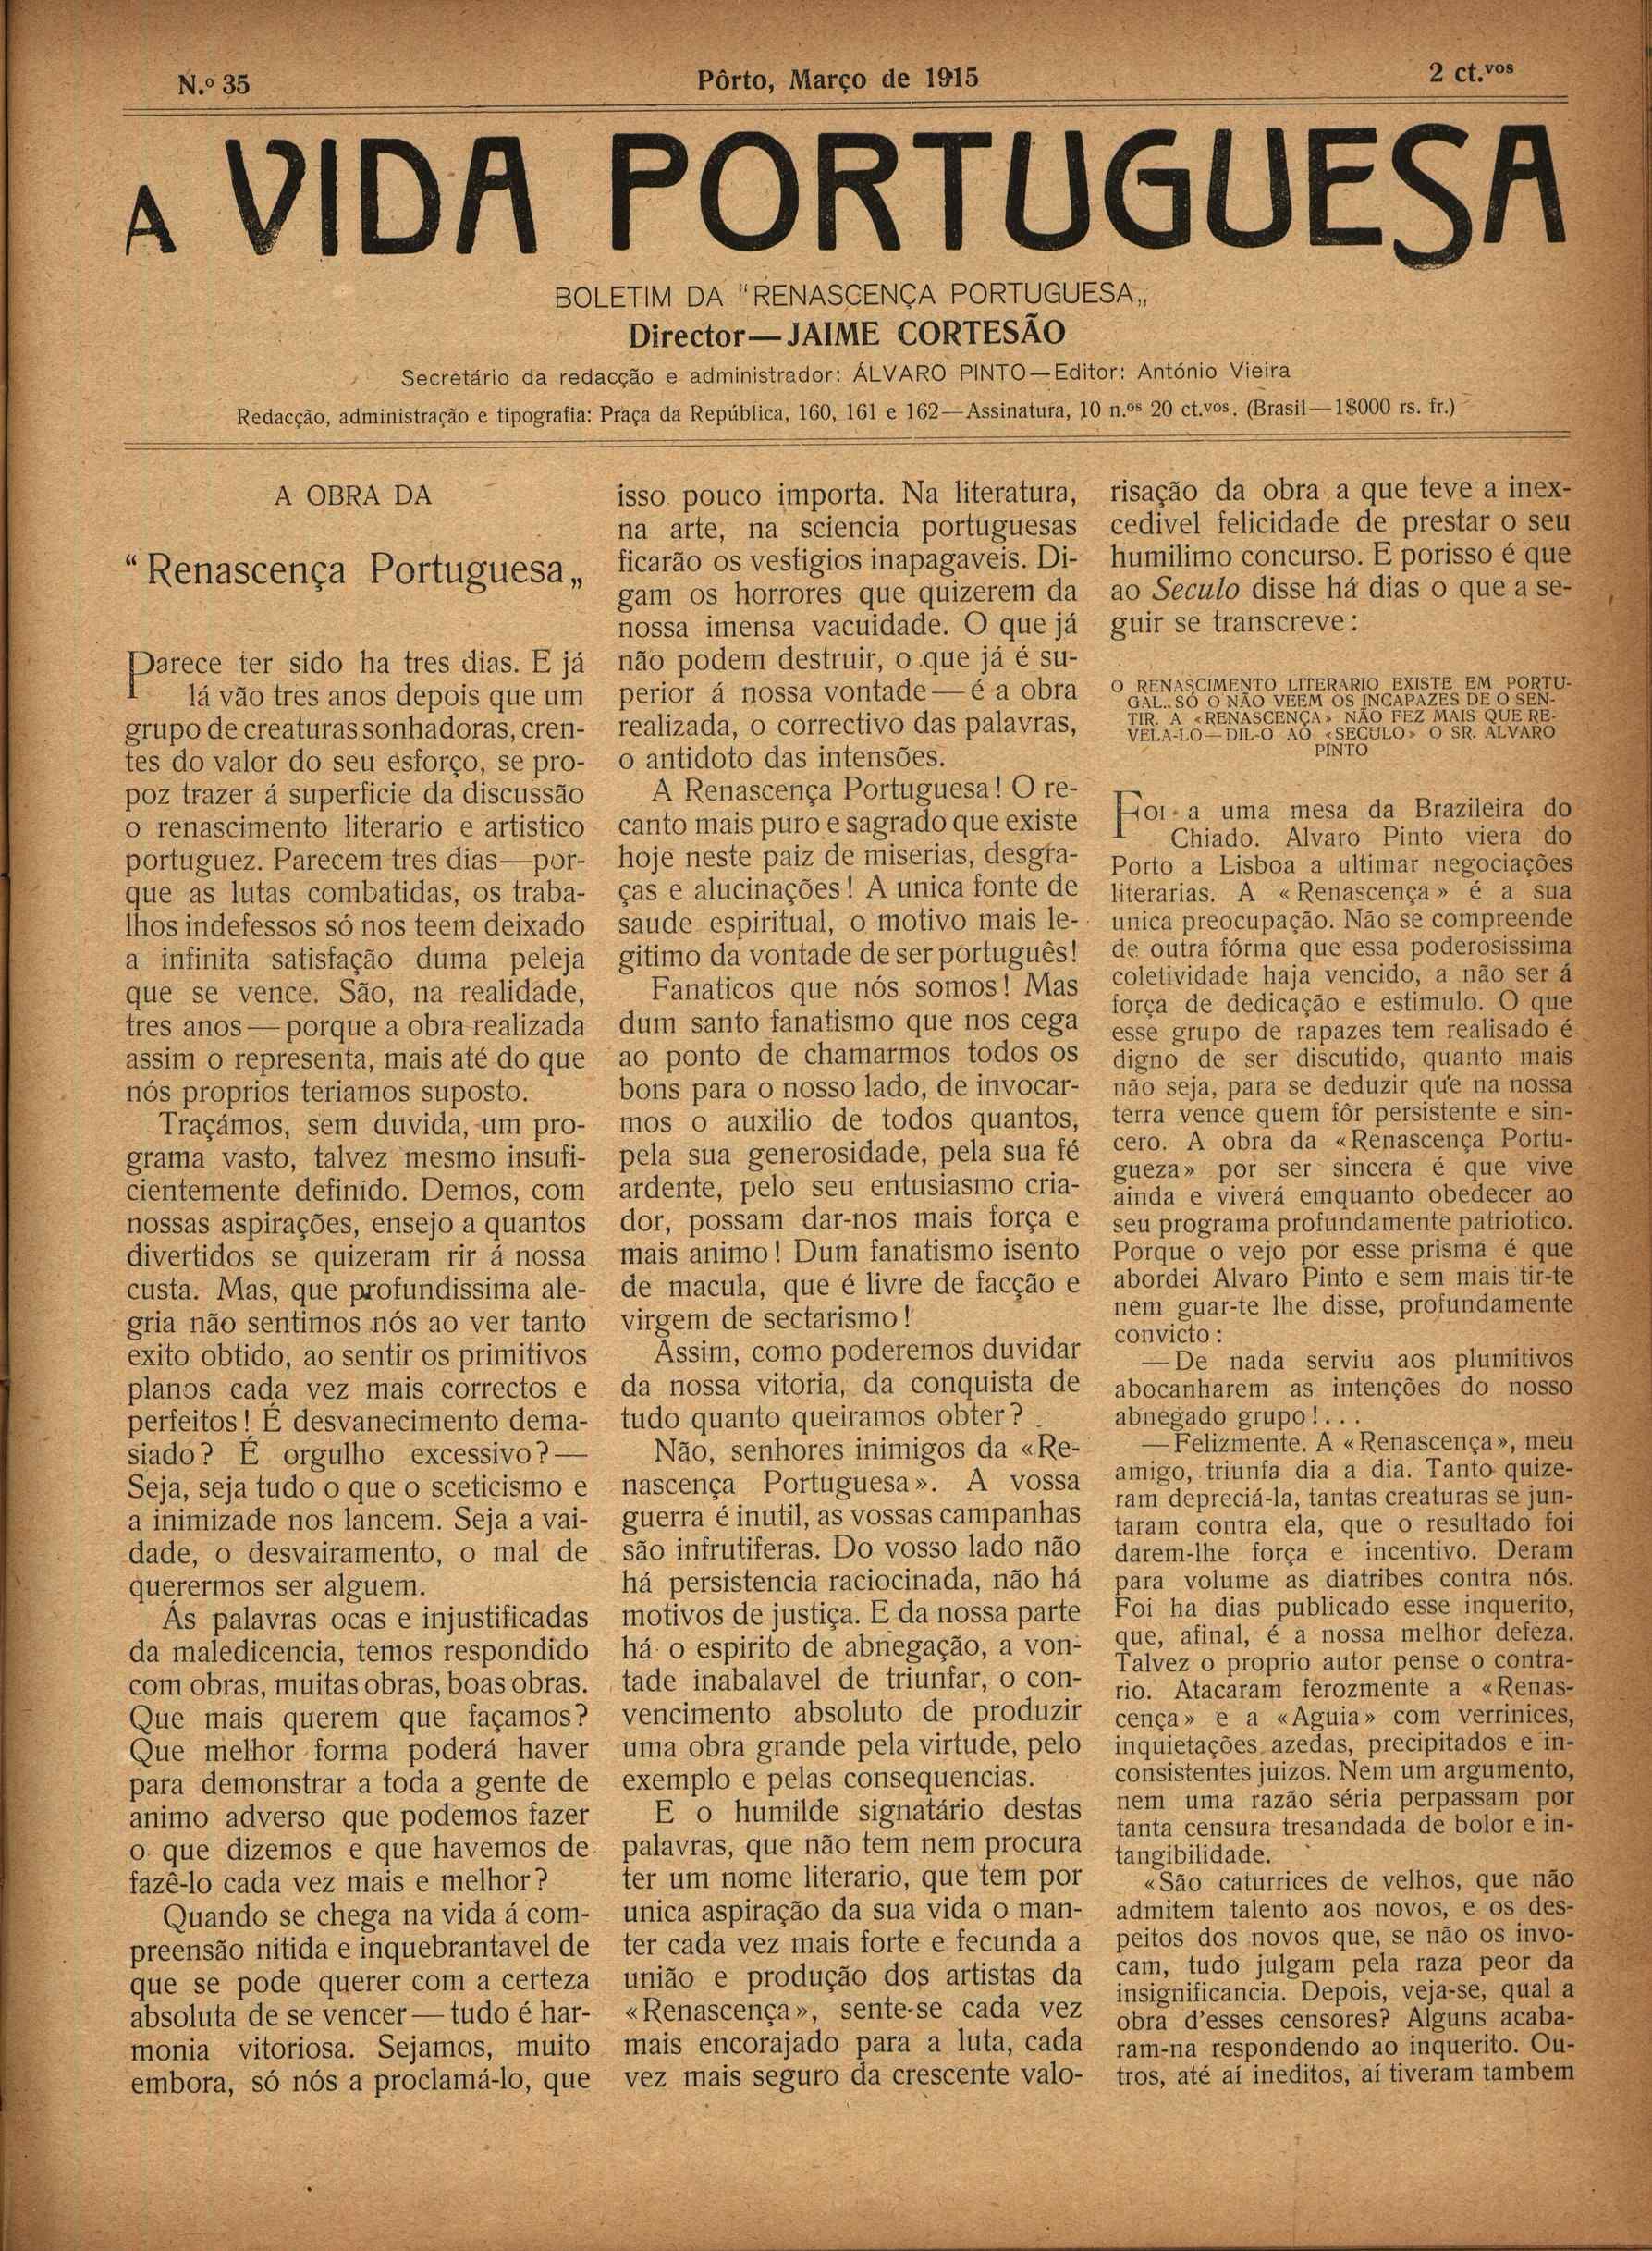 N.º 35
Pôrto, Março de 1915
2 ct.vos
A VIDA PORTUGUESA
BOLETIM DA "RENASCENÇA PORTUGUESA„
Director—JAIME CORTESÃO
Secretário da redacção e administrador: ÁLVARO PINTO—Editor: António Vieira
Redacção, administração e tipografia: Praça da República, 160, 161 e 162—Assinatura, 10 n.os 20 ct.vos. (Brasil—1$000 rs. fr.)
A OBRA DA
"Renascença Portuguesa„
Parece ter sido ha tres dias. E já
lá vão tres anos depois que um
grupo de creaturas sonhadoras, cren-
tes do valor do seu esforço, se pro-
poz trazer á superficie da discussão
o renascimento literario e artistico
portuguez. Parecem tres dias—por-
que as lutas combatidas, os traba-
lhos indefessos só nos teem deixado
a infinita satisfação duma peleja
que se vence. São, na realidade,
tres anos—porque a obra realizada
assim o representa, mais até do que
nós proprios teriamos suposto.
Traçámos, sem duvida, um pro-
grama vasto, talvez mesmo insufi-
cientemente definido. Demos, com
nossas aspirações, ensejo a quantos
divertidos se quizeram rir á nossa
custa. Mas, que profundissima ale-
gria não sentimos nós ao ver tanto
exito obtido, ao sentir os primitivos
planos cada vez mais correctos e
perfeitos! É desvanecimento dema-
siado? É orgulho excessivo?—
Seja, seja tudo o que o sceticismo e
a inimizade nos lancem. Seja a vai-
dade, o desvairamento, o mal de
querermos ser alguem.
Ás palavras ocas e injustificadas
da maledicencia, temos respondido
com obras, muitas obras, boas obras.
Que mais querem que façamos?
Que melhor forma poderá haver
para demonstrar a toda a gente de
animo adverso que podemos fazer
o que dizemos e que havemos de
fazê-lo cada vez mais e melhor?
Quando se chega na vida á com-
preensão nitida e inquebrantavel de
que se pode querer com a certeza
absoluta de se vencer—tudo é har-
monia vitoriosa. Sejamos, muito
embora, só nós a proclamá-lo, que
isso pouco importa. Na literatura,
na arte, na sciencia portuguesas
ficarão os vestigios inapagaveis. Di-
gam os horrores que quizerem da
nossa imensa vacuidade. O que já
não podem destruir, o que já é su-
perior á nossa vontade—é a obra
realizada, o correctivo das palavras,
o antidoto das intensões.
A Renascença Portuguesa! O re-
canto mais puro e sagrado que existe
hoje neste paiz de miserias, desgra-
ças e alucinações! A unica fonte de
saude espiritual, o motivo mais le-
gitimo da vontade de ser português!
Fanaticos que nós somos! Mas
dum santo fanatismo que nos cega
ao ponto de chamarmos todos os
bons para o nosso lado, de invocar-
mos o auxilio de todos quantos,
pela sua generosidade, pela sua fé
ardente, pelo seu entusiasmo cria-
dor, possam dar-nos mais força e
mais animo! Dum fanatismo isento
de macula, que é livre de facção e
virgem de sectarismo!
Assim, como poderemos duvidar
da nossa vitoria, da conquista de
tudo quanto queiramos obter?
Não, senhores inimigos da «Re-
nascença Portuguesa». A vossa
guerra é inutil, as vossas campanhas
são infrutiferas. Do vosso lado não
há persistencia raciocinada, não há
motivos de justiça. E da nossa parte
há o espirito de abnegação, a von-
tade inabalavel de triunfar, o con-
vencimento absoluto de produzir
uma obra grande pela virtude, pelo
exemplo e pelas consequencias.
E o humilde signatário destas
palavras, que não tem nem procura
ter um nome literario, que tem por
unica aspiração da sua vida o man-
ter cada vez mais forte e fecunda a
união e produção dos artistas da
«Renascença», sente-se cada vez
mais encorajado para a luta, cada
vez mais seguro da crescente valo-
risação da obra a que teve a inex-
cedivel felicidade de prestar o seu
humilimo concurso. E porisso é que
ao Seculo disse há dias o que a se-
guir se transcreve:
O RENASCIMENTO LITERARIO EXISTE EM PORTU-
GAL.. SÓ O NÃO VEEM OS INCAPAZES DE O SEN-
TIR. A «RENASCENÇA» NÃO FEZ MAIS QUE RE-
VELA-LO—DIL-O AO «SECULO» O SR. ALVARO
PINTO
Foi a uma mesa da Brazileira do
Chiado. Alvaro Pinto viera do
Porto a Lisboa a ultimar negociações
literarias. A «Renascença» é a sua
unica preocupação. Não se compreende
de outra fórma que essa poderosissima
coletividade haja vencido, a não ser á
força de dedicação e estimulo. O que
esse grupo de rapazes tem realisado é
digno de ser discutido, quanto mais
não seja, para se deduzir que na nossa
terra vence quem fôr persistente e sin-
cero. A obra da «Renascença Portu-
gueza» por ser sincera é que vive
ainda e viverá emquanto obedecer ao
seu programa profundamente patriotico.
Porque o vejo por esse prisma é que
abordei Alvaro Pinto e sem mais tir-te
nem guar-te lhe disse, profundamente
convicto:
—De nada serviu aos plumitivos
abocanharem as intenções do nosso
abnegado grupo!...
—Felizmente. A «Renascença», meu
amigo, triunfa dia a dia. Tanto quize-
ram depreciá-la, tantas creaturas se jun-
taram contra ela, que o resultado foi
darem-lhe força e incentivo. Deram
para volume as diatribes contra nós.
Foi ha dias publicado esse inquerito,
que, afinal, é a nossa melhor defeza.
Talvez o proprio autor pense o contra-
rio. Atacaram ferozmente a «Renas-
cença» e a «Aguia» com verrinices,
inquietações azedas, precipitados e in-
consistentes juizos. Nem um argumento,
nem uma razão séria perpassam por
tanta censura tresandada de bolor e in-
tangibilidade.
«São caturrices de velhos, que não
admitem talento aos novos, e os des-
peitos dos novos que, se não os invo-
cam, tudo julgam pela raza peor da
insignificancia. Depois, veja-se, qual a
obra d'esses censores? Alguns acaba-
ram-na respondendo ao inquerito. Ou-
tros, até aí ineditos, aí tiveram tambem